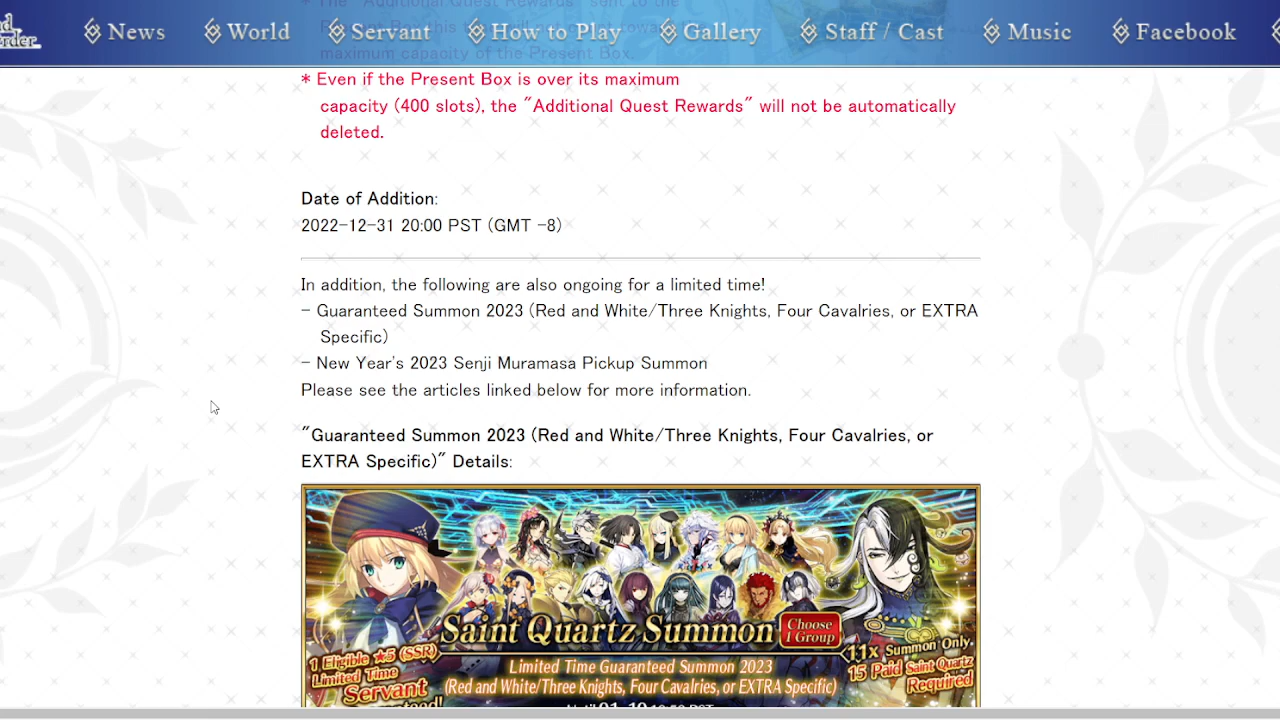 News World Servant How to Play Gallery Staff / Cast Music Facebook
* Even if the Present Box is over its maximum
capacity (400 slots), the "Additional Quest Rewards" will not be automatically
deleted.
Date of Addition:
2022-12-31 20:00 PST (GMT -8)
In addition, the following are also ongoing for a limited time!
- Guaranteed Summon 2023 (Red and White/Three Knights, Four Cavalries, or EXTRA
Specific)
- New Year's 2023 Senji Muramasa Pickup Summon
Please see the articles linked below for more information.
"Guaranteed Summon 2023 (Red and White/Three Knights, Four Cavalries, or
EXTRA Specific)" Details:
Saint Quartz Summon
Choose
1 Group
1 Eligible ★5 (SSR)
Limited Time
Servant
Limited Time Guaranteed Summon 2023
(Red and White/Three Knights, Four Cavalries, or EXTRA Specific)
11x Summon Only.
15 Paid Saint Quartz
Required